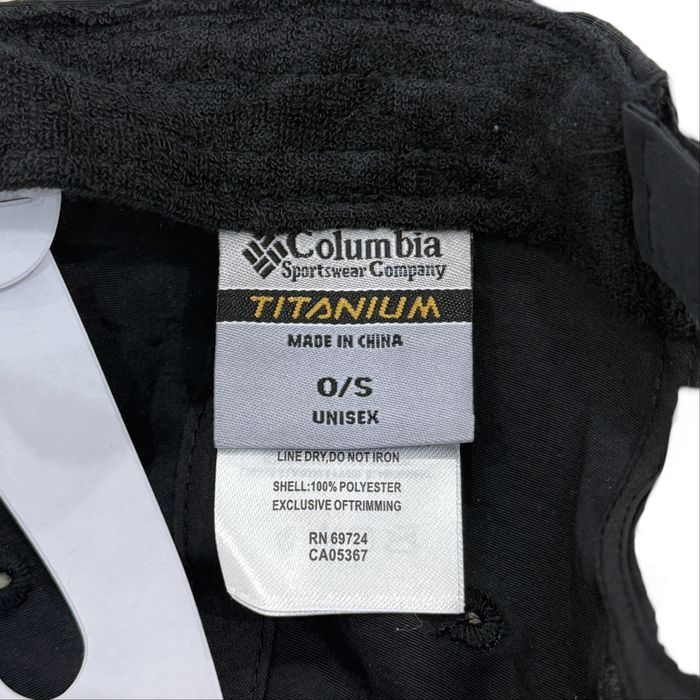 Columbia
Sportswear Company
TITANIUM
MADE IN CHINA
O/S
UNISEX
LINE DRY,DO NOT IRON
SHELL:100% POLYESTER
EXCLUSIVE OFTRIMMING
RN 69724
CA05367